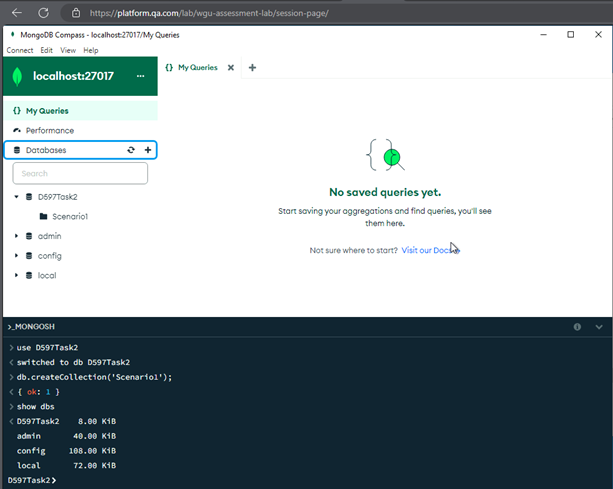 https://platform.qa.com/lab/wgu-assessment-lab/session-page/
MongoDB Compass - localhost:27017/My Queries
Connect Edit View Help
localhost:27017 ...
{} My Queries
+
{} My Queries
Performance
Databases +
Search
D597Task2
Scenario1
admin
config
local
No saved queries yet.
Start saving your aggregations and find queries, you'll see
them here.
Not sure where to start? Visit our Docs
>_MONGOSH
> use D597Task2
< switched to db D597Task2
> db.createCollection('Scenario1');
< { ok: 1 }
> show dbs
< D597Task2 8.00 KiB
admin 40.00 KiB
config 108.00 KiB
local 72.00 KiB
D597Task2>